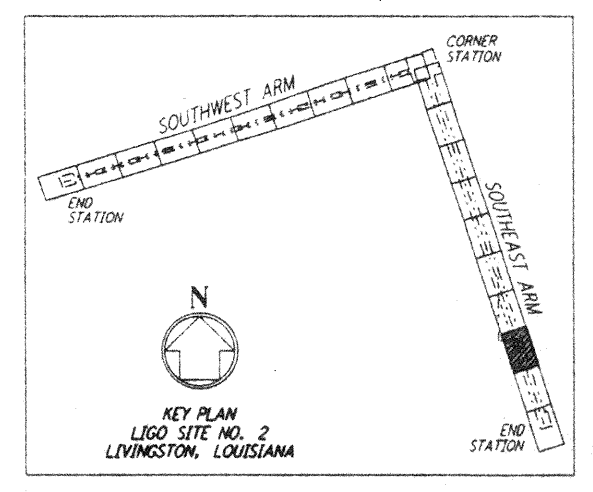 CORNER
STATION
SOUTHWEST ARM
END
STATION
SOUTHEAST ARM
N
KEY PLAN
LIGO SITE NO. 2
LIVINGSTON, LOUISIANA
END
STATION